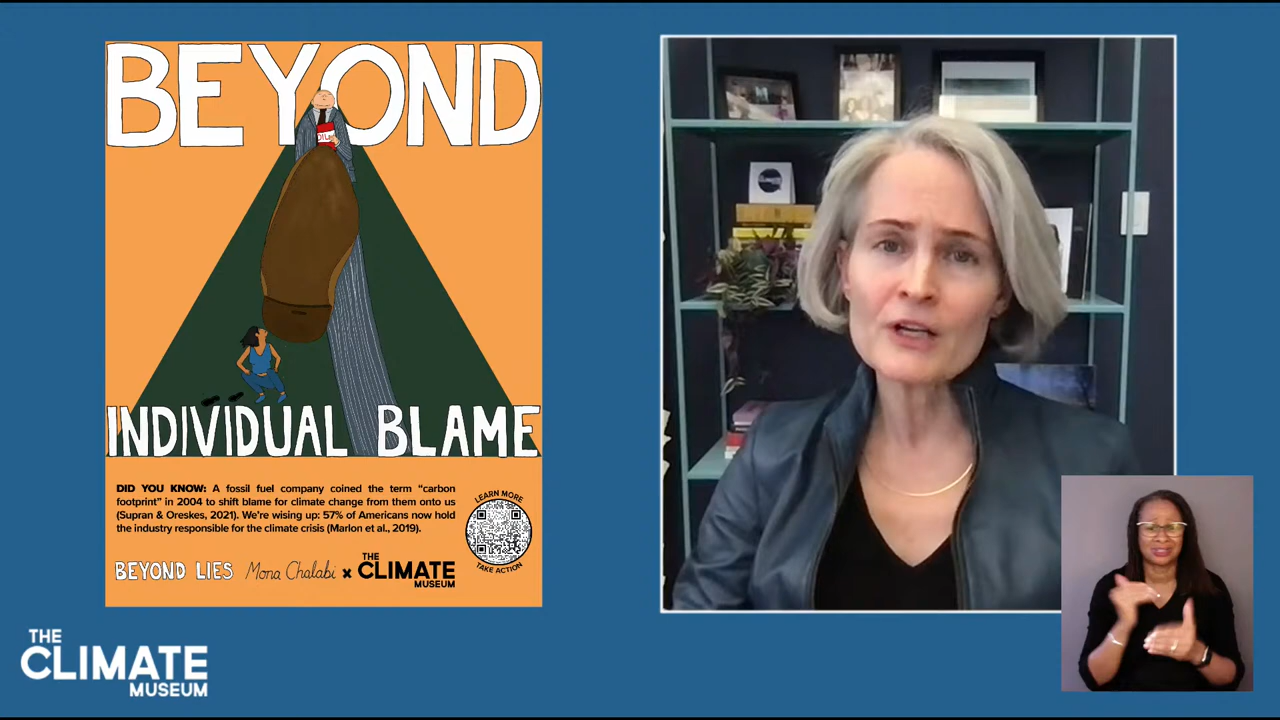 BEYOND
OIL
INDIVIDUAL BLAME
DID YOU KNOW: A fossil fuel company coined the term “carbon
footprint” in 2004 to shift blame for climate change from them onto us
(Supran & Oreskes, 2021). We're wising up: 57% of Americans now hold
the industry responsible for the climate crisis (Marlon et al., 2019).
LEARN MORE
TAKE ACTION
BEYOND LIES Mona Chalabi x THE CLIMATE MUSEUM
THE
CLIMATE
MUSEUM